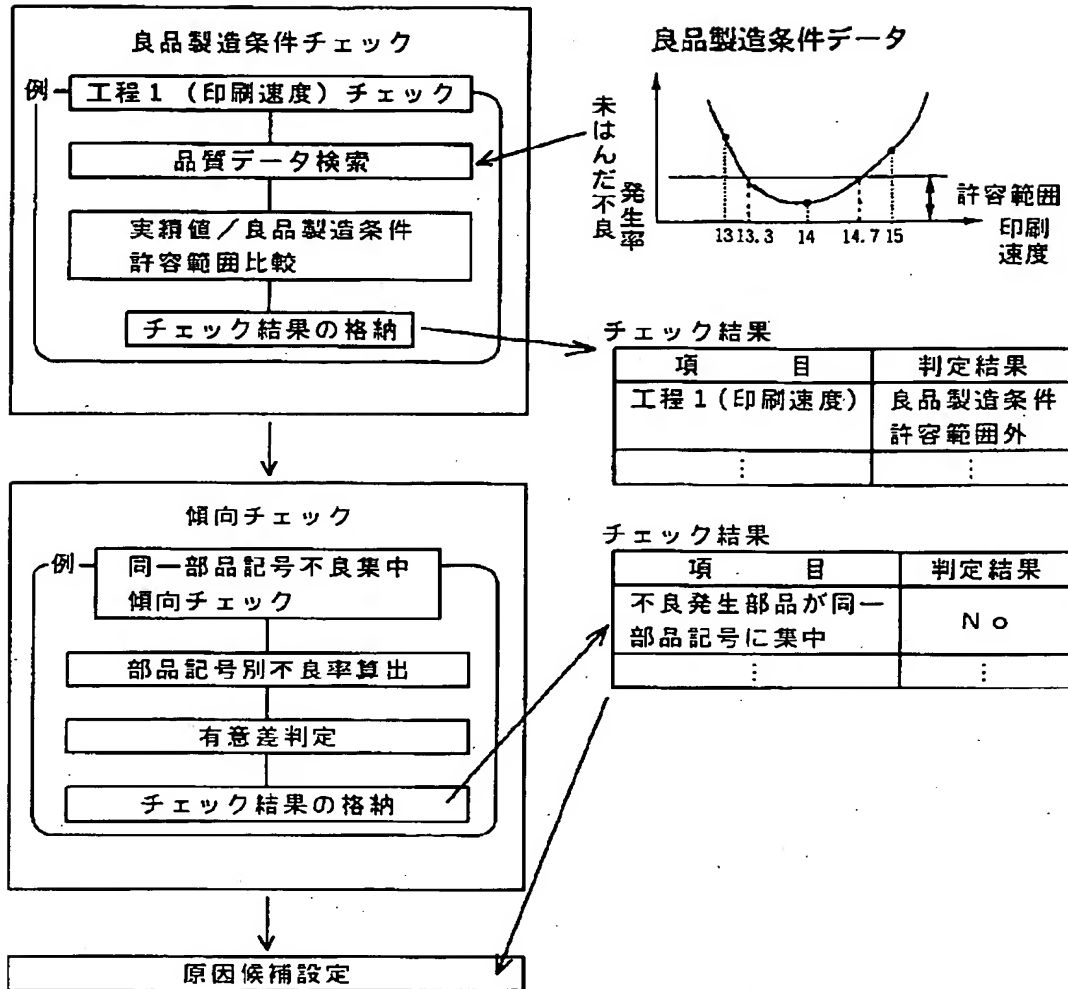 良品製造条件チェック
例
工程1（印刷速度）チェック
品質データ検索
実績値／良品製造条件
許容範囲比較
チェック結果の格納
良品製造条件データ
未はんだ不良
発生率
許容範囲
13 13.3 14 14.7 15
印刷
速度
チェック結果
項 目 判定結果
工程1(印刷速度) 良品製造条件
許容範囲外
⋮ ⋮
傾向チェック
例
同一部品記号不良集中
傾向チェック
部品記号別不良率算出
有意差判定
チェック結果の格納
チェック結果
項 目 判定結果
不良発生部品が同一
部品記号に集中 No
⋮ ⋮
原因候補設定